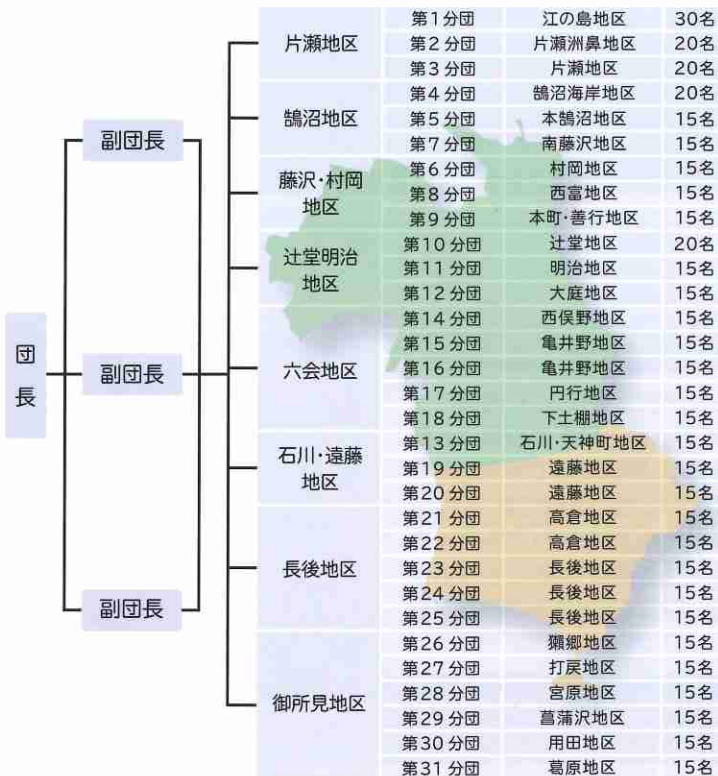 団長
副団長
副団長
副団長
片瀬地区
第1分団 江の島地区 30名
第2分団 片瀬洲鼻地区 20名
第3分団 片瀬地区 20名
鵠沼地区
第4分団 鵠沼海岸地区 20名
第5分団 本鵠沼地区 15名
第7分団 南藤沢地区 15名
藤沢・村岡
地区
第6分団 村岡地区 15名
第8分団 西富地区 15名
第9分団 本町・善行地区 15名
辻堂明治
地区
第10分団 辻堂地区 20名
第11分団 明治地区 15名
第12分団 大庭地区 15名
六会地区
第14分団 西俣野地区 15名
第15分団 亀井野地区 15名
第16分団 亀井野地区 15名
第17分団 円行地区 15名
第18分団 下土棚地区 15名
石川・遠藤
地区
第13分団 石川・天神町地区 15名
第19分団 遠藤地区 15名
第20分団 遠藤地区 15名
長後地区
第21分団 高倉地区 15名
第22分団 高倉地区 15名
第23分団 長後地区 15名
第24分団 長後地区 15名
第25分団 長後地区 15名
御所見地区
第26分団 獺郷地区 15名
第27分団 打戻地区 15名
第28分団 宮原地区 15名
第29分団 菖蒲沢地区 15名
第30分団 用田地区 15名
第31分団 葛原地区 15名